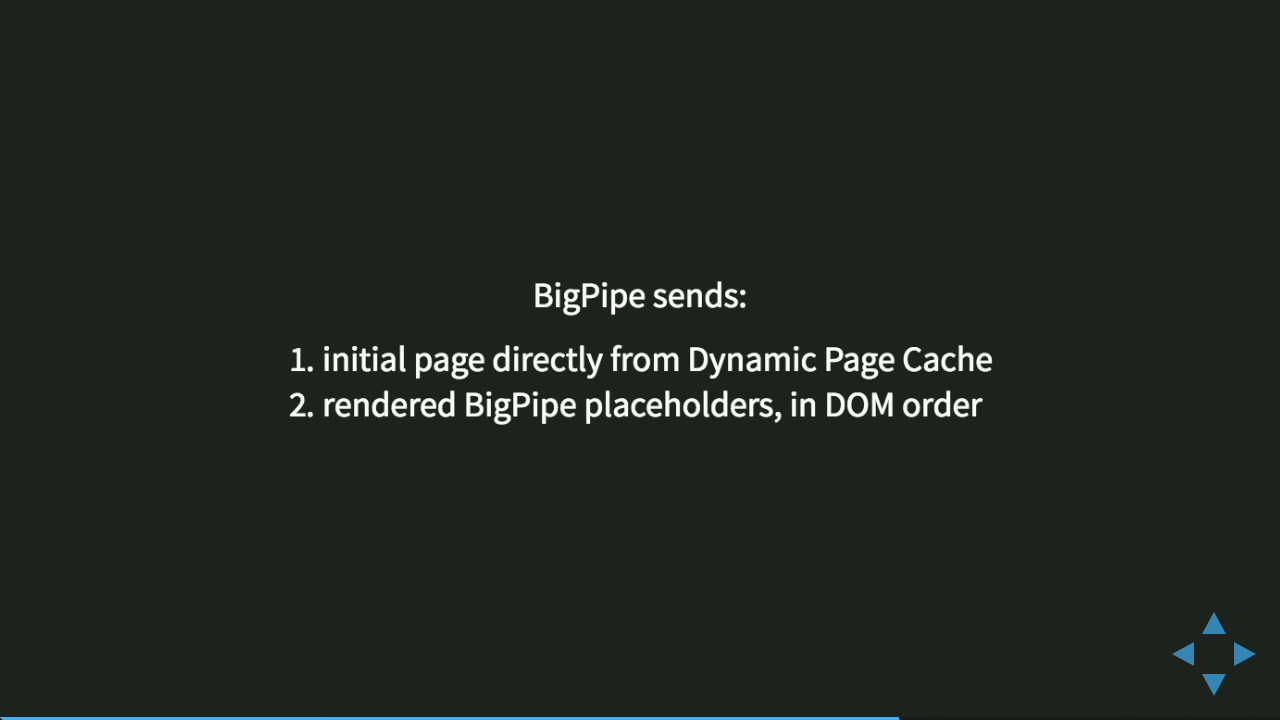 BigPipe sends:
1. initial page directly from Dynamic Page Cache
2. rendered BigPipe placeholders, in DOM order